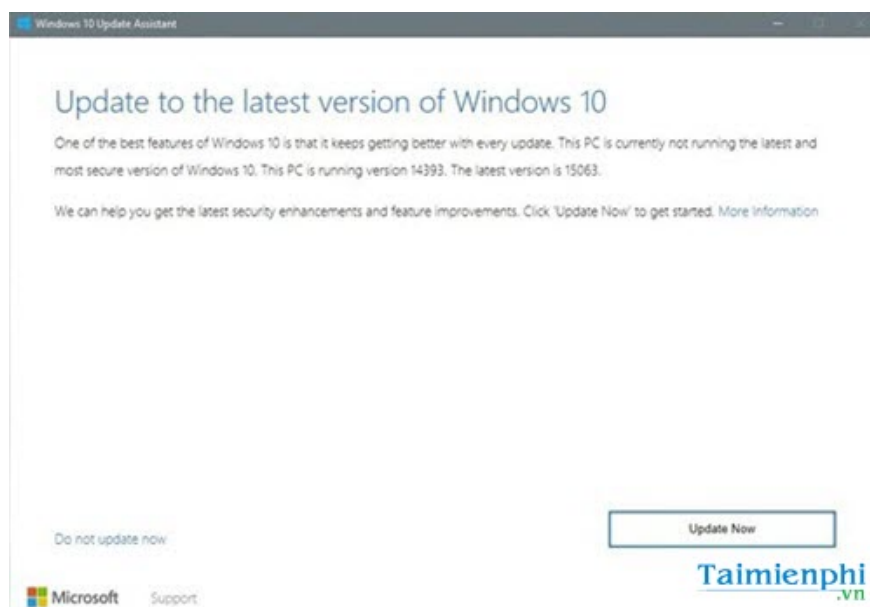 Windows 10 Update Assistant
Update to the latest version of Windows 10
One of the best features of Windows 10 is that it keeps getting better with every update. This PC is currently not running the latest and
most secure version of Windows 10. This PC is running version 14393. The latest version is 15063.
We can help you get the latest security enhancements and feature improvements. Click 'Update Now' to get started. More Information
Do not update now
Update Now
Microsoft Support
Taimienphi
.vn